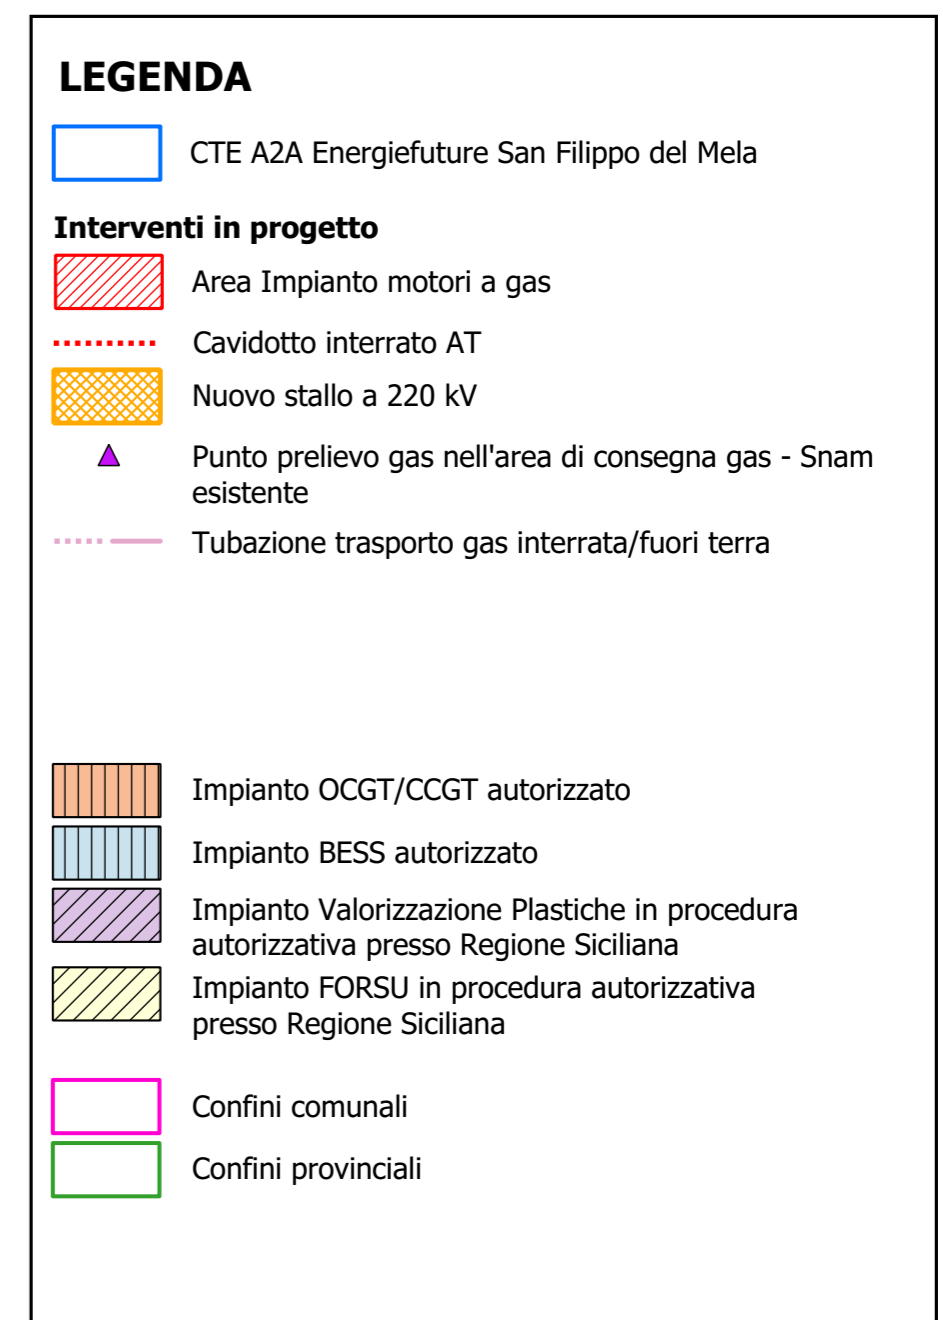 LEGENDA
CTE A2A Energiefuture San Filippo del Mela
Interventi in progetto
Area Impianto motori a gas
Cavidotto interrato AT
Nuovo stallo a 220 kV
Punto prelievo gas nell'area di consegna gas - Snam
esistente
Tubazione trasporto gas interrata/fuori terra
Impianto OCGT/CCGT autorizzato
Impianto BESS autorizzato
Impianto Valorizzazione Plastiche in procedura
autorizzativa presso Regione Siciliana
Impianto FORSU in procedura autorizzativa
presso Regione Siciliana
Confini comunali
Confini provinciali